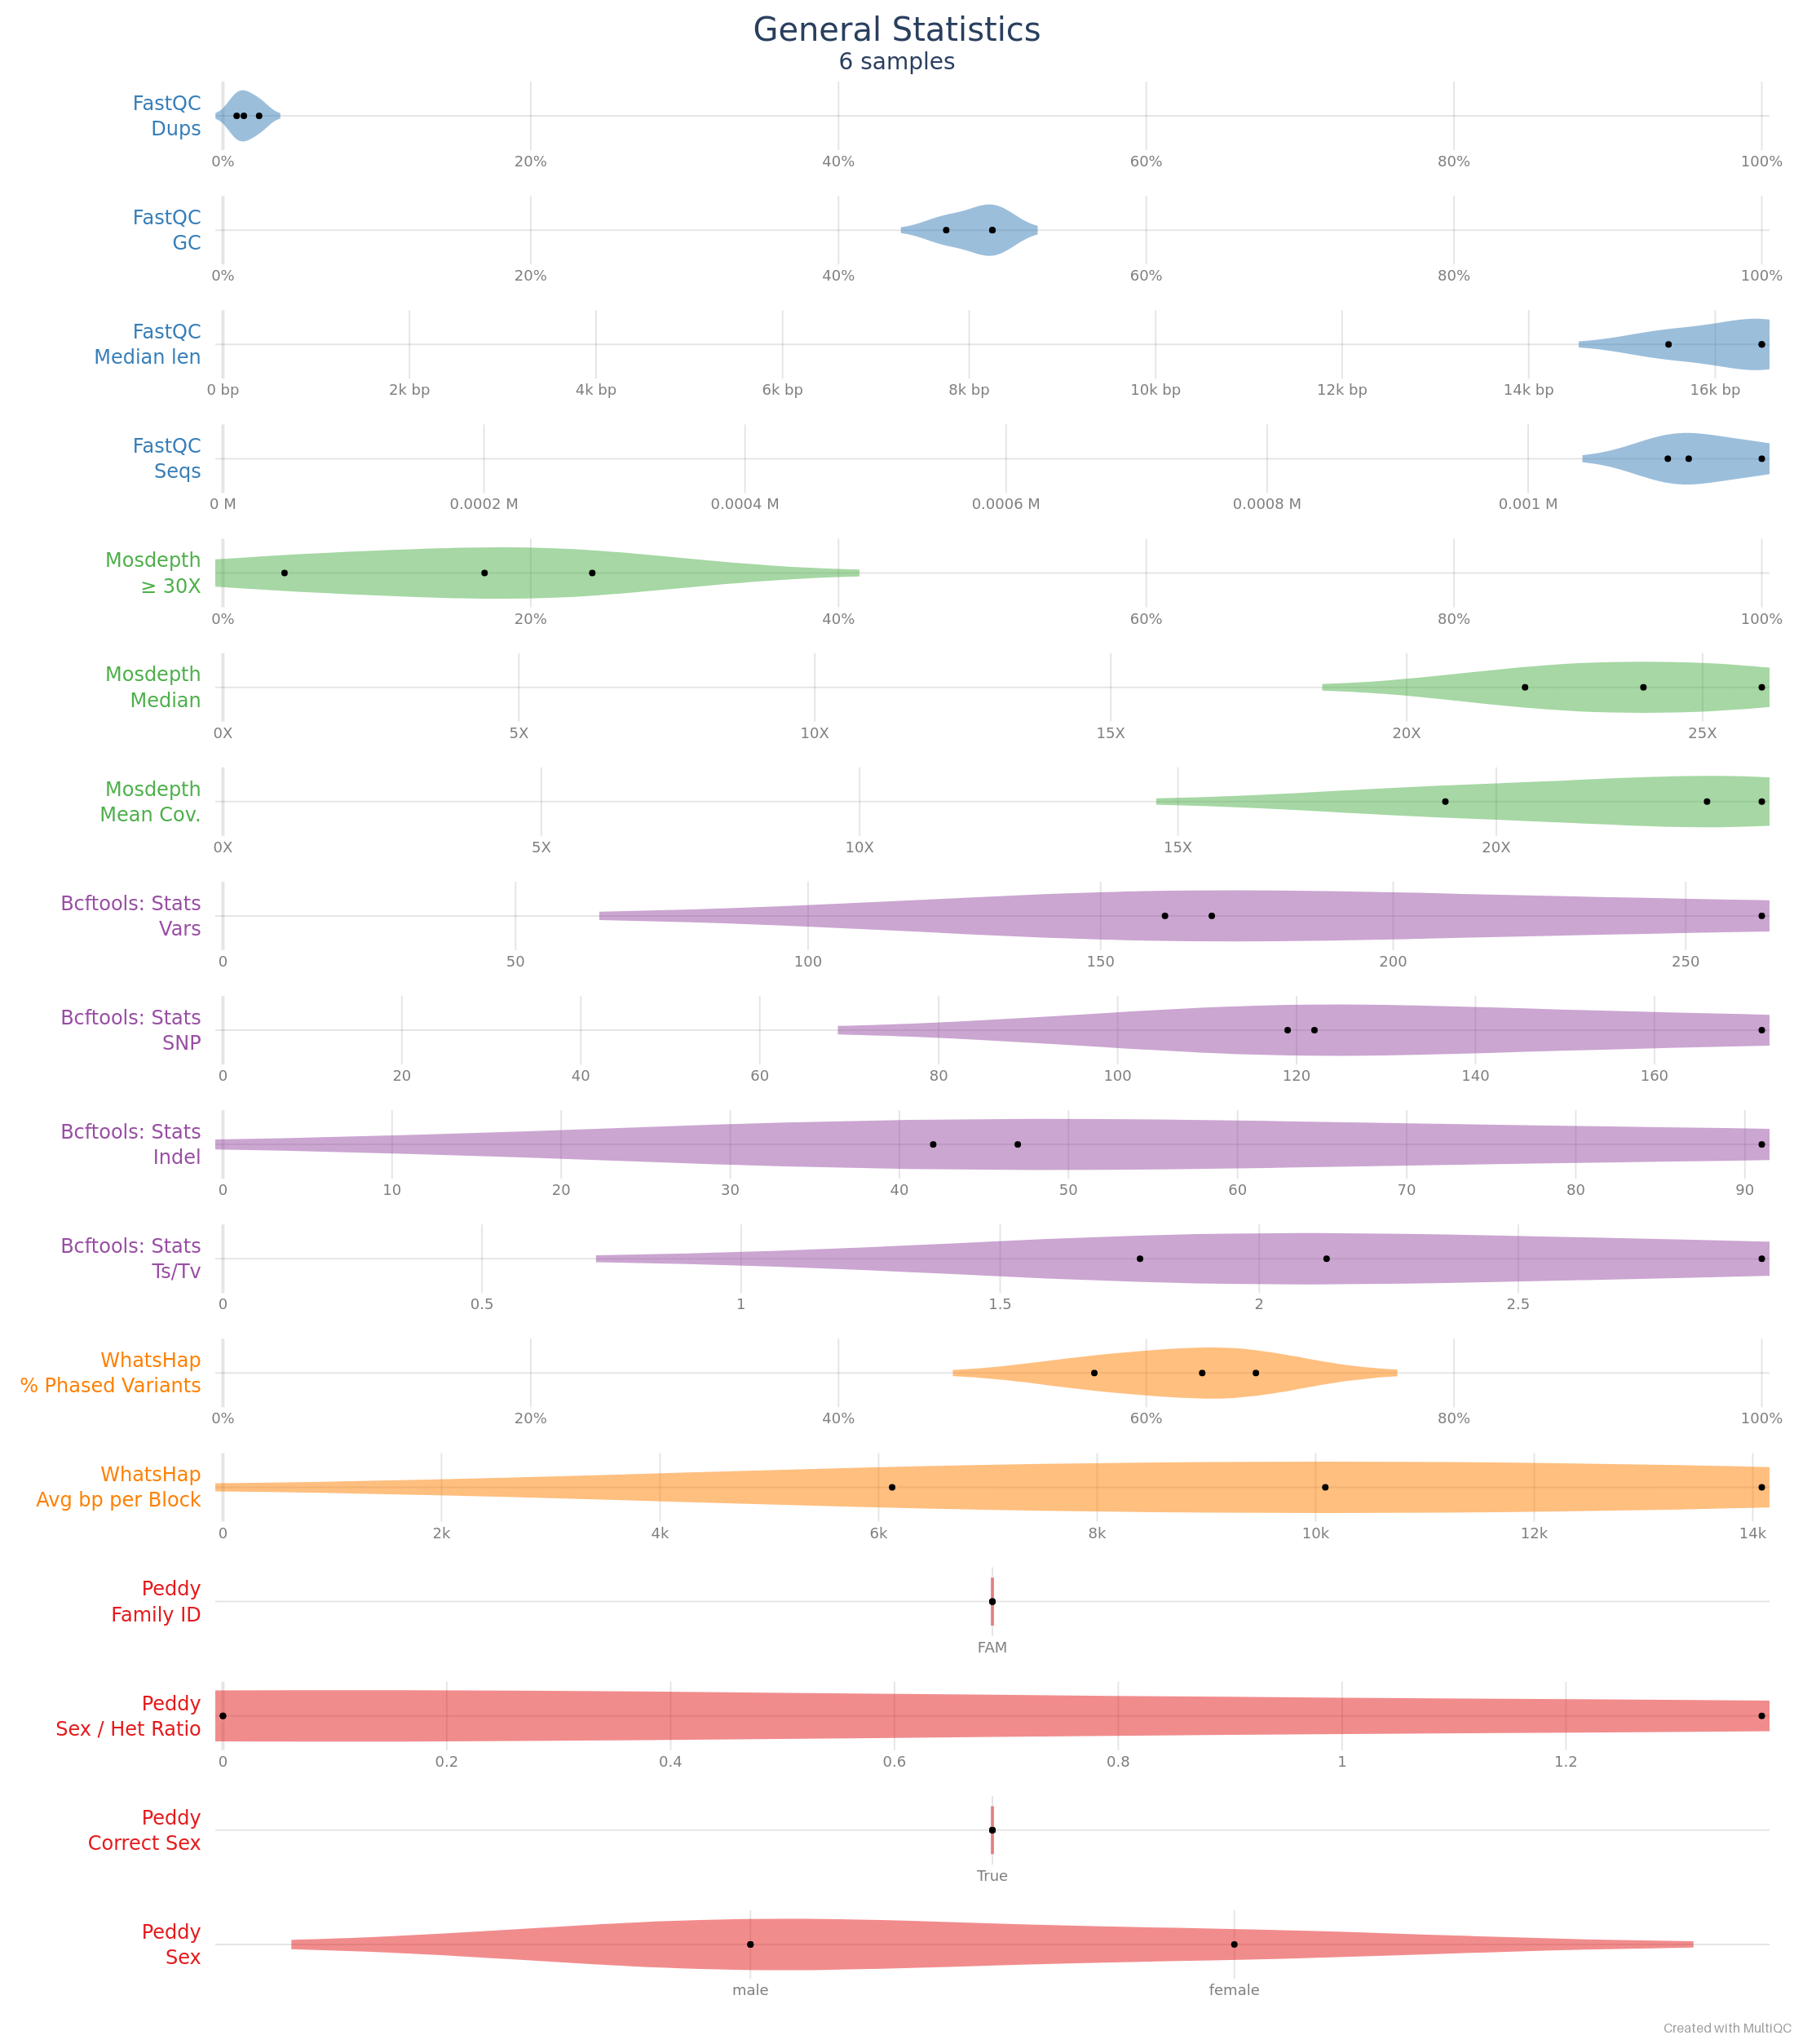 General Statistics
6 samples
FastQC
Dups
0% 20% 40% 60% 80% 100%
FastQC
GC
0% 20% 40% 60% 80% 100%
FastQC
Median len
0 bp 2k bp 4k bp 6k bp 8k bp 10k bp 12k bp 14k bp 16k bp
FastQC
Seqs
0 M 0.0002 M 0.0004 M 0.0006 M 0.0008 M 0.001 M
Mosdepth
≥ 30X
0% 20% 40% 60% 80% 100%
Mosdepth
Median
0X 5X 10X 15X 20X 25X
Mosdepth
Mean Cov.
0X 5X 10X 15X 20X
Bcftools: Stats
Vars
0 50 100 150 200 250
Bcftools: Stats
SNP
0 20 40 60 80 100 120 140 160
Bcftools: Stats
Indel
0 10 20 30 40 50 60 70 80 90
Bcftools: Stats
Ts/Tv
0 0.5 1 1.5 2 2.5
WhatsHap
% Phased Variants
0% 20% 40% 60% 80% 100%
WhatsHap
Avg bp per Block
0 2k 4k 6k 8k 10k 12k 14k
Peddy
Family ID
FAM
Peddy
Sex / Het Ratio
0 0.2 0.4 0.6 0.8 1 1.2
Peddy
Correct Sex
True
Peddy
Sex
male female
Created with MultiQC